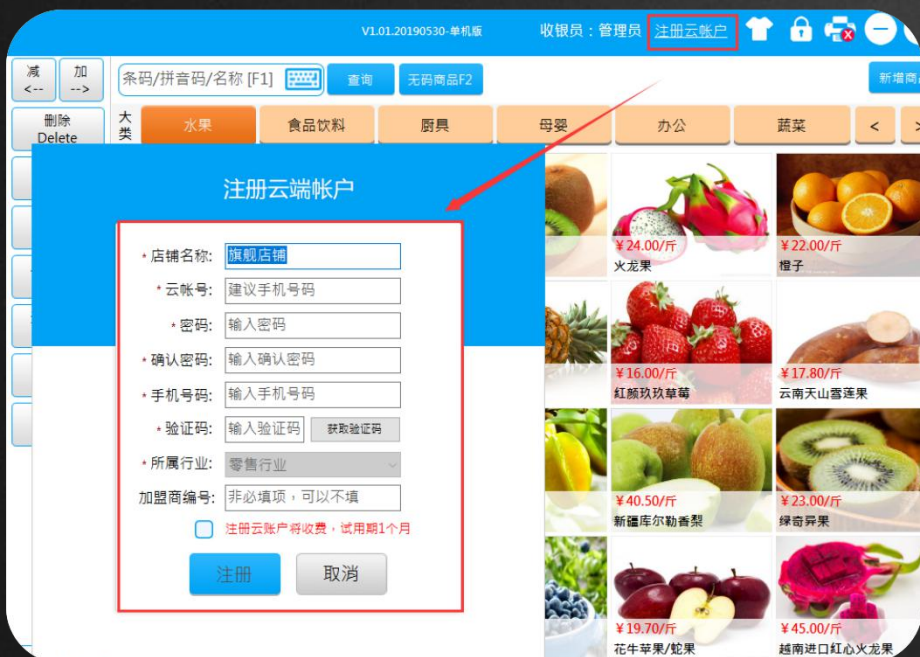 V1.01.20190530-单机版
收银员：管理员 注册云帐户
减
<--
加
-->
条码/拼音码/名称 [F1]
查询
无码商品F2
新增商
删除
Delete
大类
水果
食品饮料
厨具
母婴
办公
蔬菜
<
>
注册云端帐户
* 店铺名称: 旗舰店铺
* 云帐号: 建议手机号码
* 密码: 输入密码
* 确认密码: 输入确认密码
* 手机号码: 输入手机号码
* 验证码: 输入验证码 获取验证码
* 所属行业: 零售行业
加盟商编号: 非必填项，可以不填
注册云账户将收费，试用期1个月
注册
取消
￥24.00/斤
火龙果
￥22.00/斤
橙子
￥16.00/斤
红颜玖玖草莓
￥17.80/斤
云南天山雪莲果
￥40.50/斤
新疆库尔勒香梨
￥23.00/斤
绿奇异果
￥19.70/斤
花牛苹果/蛇果
￥45.00/斤
越南进口红心火龙果